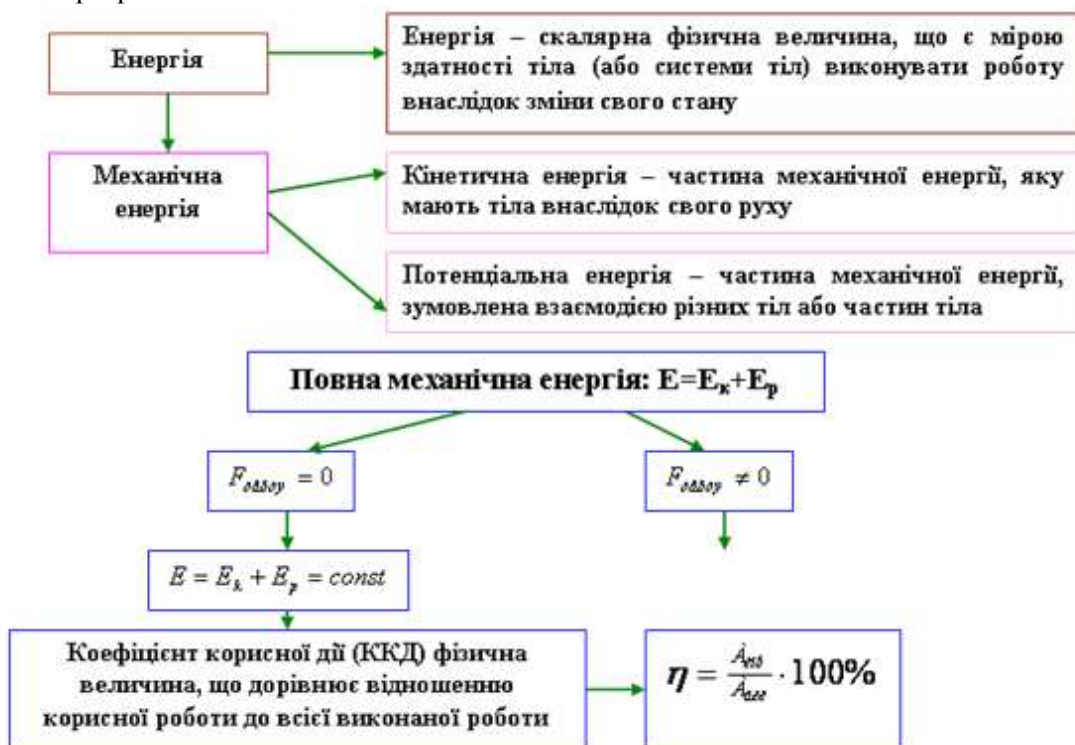 Енергія
Енергія – скалярна фізична величина, що є мірою
здатності тіла (або системи тіл) виконувати роботу
внаслідок зміни свого стану
Механічна
енергія
Кінетична енергія – частина механічної енергії, яку
мають тіла внаслідок свого руху
Потенціальна енергія – частина механічної енергії,
зумовлена взаємодією різних тіл або частин тіла
Повна механічна енергія: E=Eк+Ep
F = 0
F ≠ 0
E = Ek + Ep = const
Коефіцієнт корисної дії (ККД) фізична
величина, що дорівнює відношенню
корисної роботи до всієї виконаної роботи
η = A / A · 100%